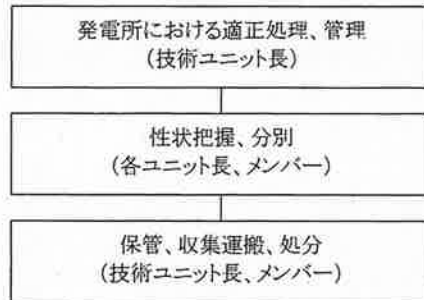 発電所における適正処理、管理
(技術ユニット長)
性状把握、分別
(各ユニット長、メンバー)
保管、収集運搬、処分
(技術ユニット長、メンバー)